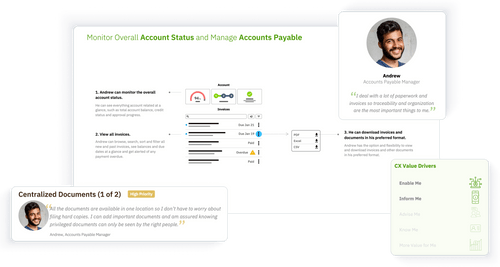 Monitor Overall Account Status and Manage Accounts Payable
Andrew
Accounts Payable Manager
I deal with a lot of paperwork and
invoices so traceability and organization
are the most important things to me.
Account
1. Andrew can monitor the overall
account status.
He can see everything account related at a
glance, such as most balance, credit
status and approval progress.
Invoices
Due Jan 31
2. View all invoices.
Due Jan 31
Andrew can browse, search, sort and filter all
new and past invoices, see balances and due
dates at a glance and get alerted of any
payment overdue.
Paid
Overdue
Paid
PDF
Excel
CSV
3. He can download invoices and
documents in his preferred format.
Andrew has the option and flexibility to view
and download invoices and other documents
in his preferred format.
CX Value Drivers
Enable Me
Inform Me
Centralized Documents (1 of 2)
High Priority
All the documents are available in one location so I don't have to worry about
filing hard copies. I can add important documents and am assured knowing
privileged documents can only be seen by the right people.
Andrew, Accounts Payable Manager